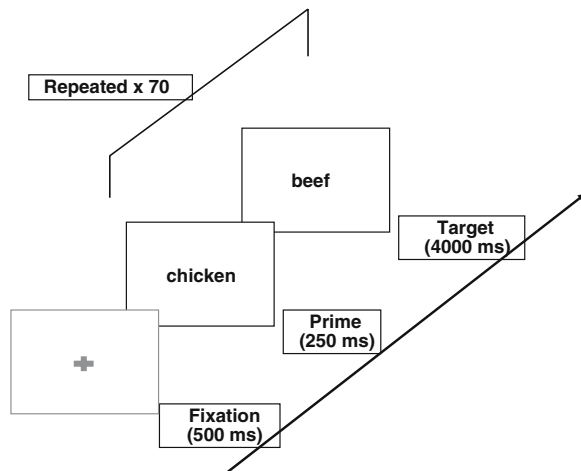 Repeated x 70
beef
Target
(4000 ms)
chicken
Prime
(250 ms)
Fixation
(500 ms)